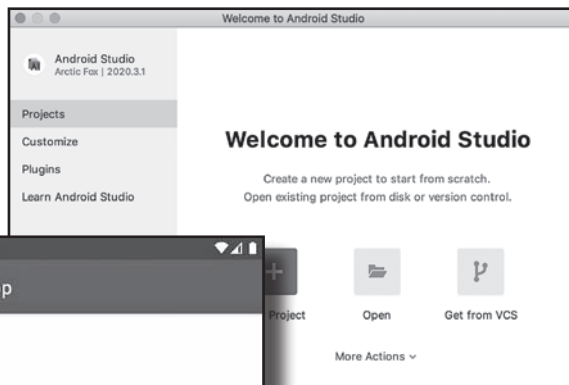 Welcome to Android Studio
Android Studio
Arctic Fox | 2020.3.1
Projects
Customize
Plugins
Learn Android Studio
Welcome to Android Studio
Create a new project to start from scratch.
Open existing project from disk or version control.
Project
Open
Get from VCS
More Actions